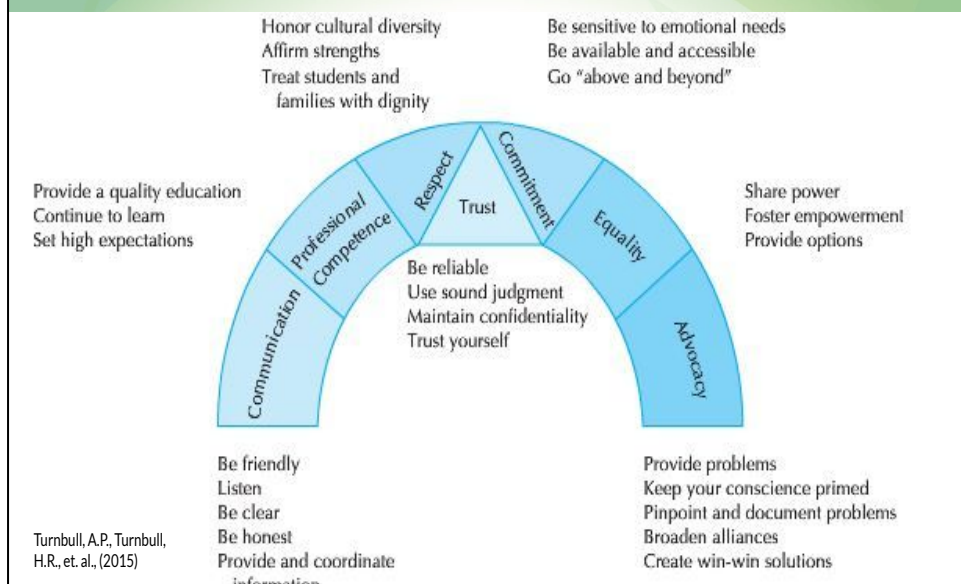 Honor cultural diversity
Affirm strengths
Treat students and
families with dignity
Be sensitive to emotional needs
Be available and accessible
Go “above and beyond”
Provide a quality education
Continue to learn
Set high expectations
Respect
Trust
Commitment
Share power
Foster empowerment
Provide options
Professional
Competence
Equality
Be reliable
Use sound judgment
Maintain confidentiality
Trust yourself
Communication
Advocacy
Be friendly
Listen
Be clear
Be honest
Provide and coordinate
information
Provide problems
Keep your conscience primed
Pinpoint and document problems
Broaden alliances
Create win-win solutions
Turnbull, A.P., Turnbull,
H.R., et. al., (2015)